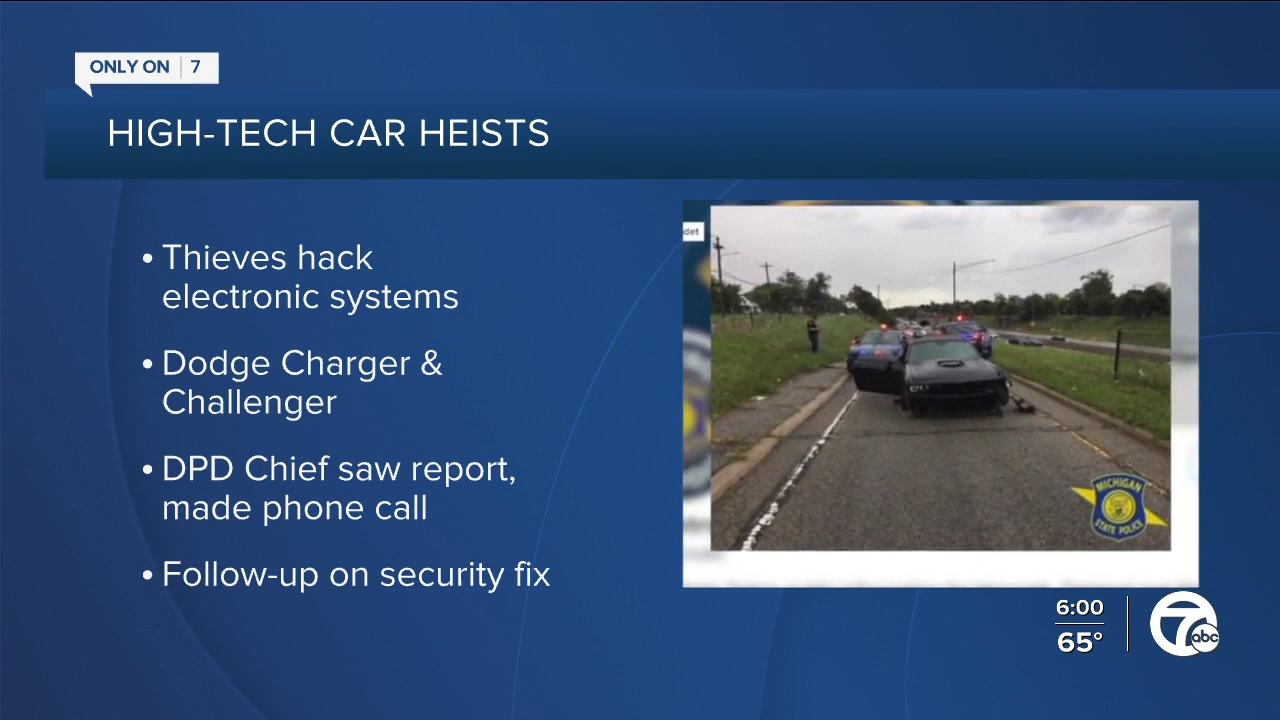 ONLY ON | 7
HIGH-TECH CAR HEISTS
• Thieves hack
electronic systems
• Dodge Charger &
Challenger
• DPD Chief saw report,
made phone call
• Follow-up on security fix
det
MICHIGAN
STATE POLICE
6:00
65°
7
abc